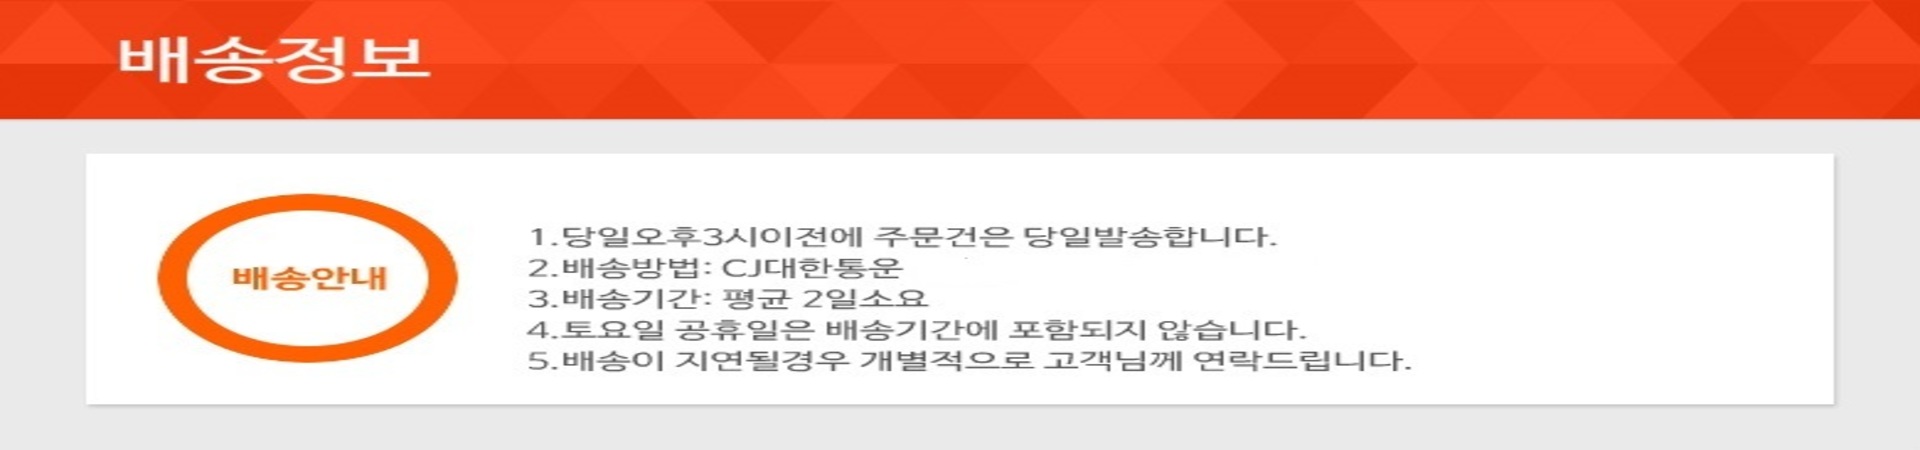 배송정보
배송안내
1.당일오후3시이전에 주문건은 당일발송합니다.
2.배송방법: CJ대한통운
3.배송기간: 평균 2일소요
4.토요일 공휴일은 배송기간에 포함되지 않습니다.
5.배송이 지연될경우 개별적으로 고객님께 연락드립니다.